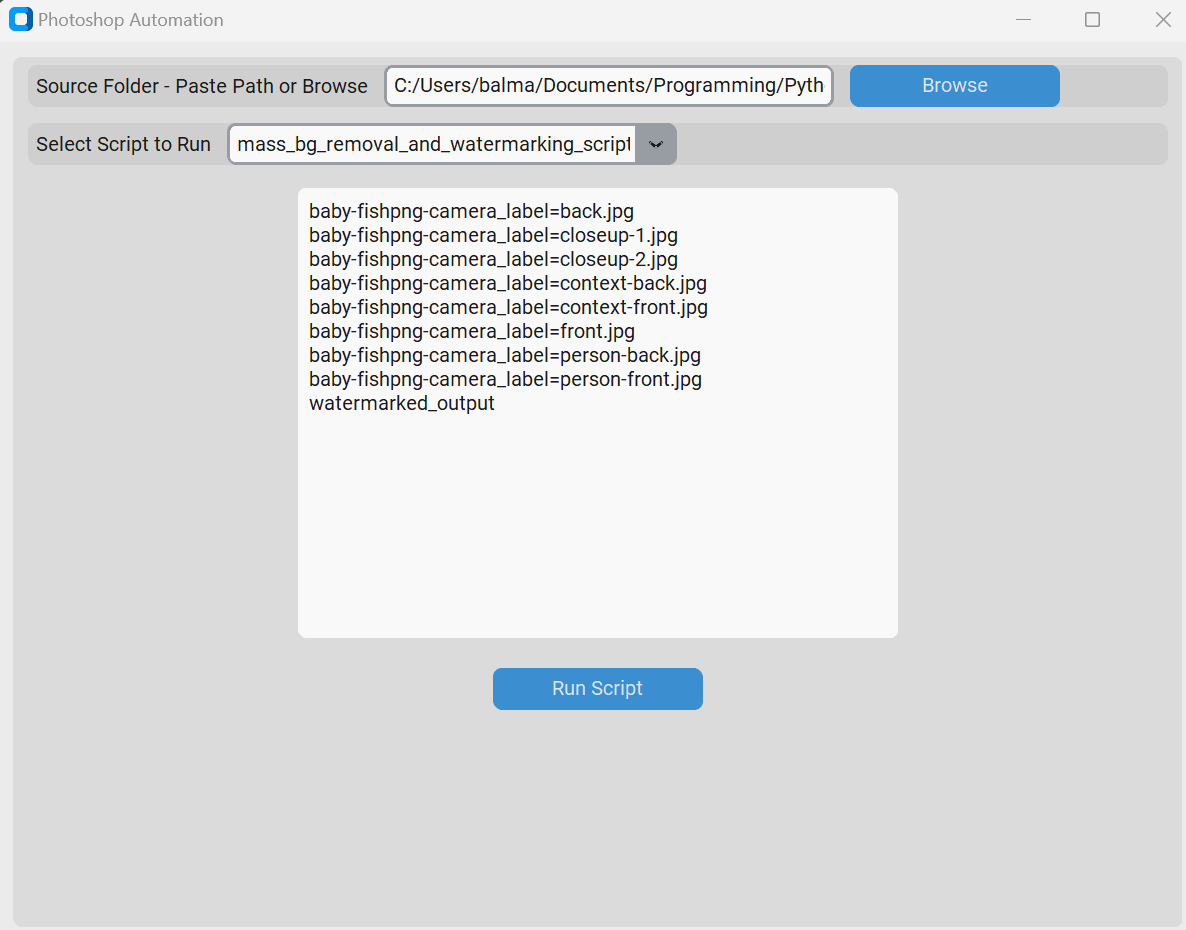 Photoshop Automation
Source Folder - Paste Path or Browse C:/Users/balma/Documents/Programming/Pyth Browse
Select Script to Run mass_bg_removal_and_watermarking_script
baby-fishpng-camera_label=back.jpg
baby-fishpng-camera_label=closeup-1.jpg
baby-fishpng-camera_label=closeup-2.jpg
baby-fishpng-camera_label=context-back.jpg
baby-fishpng-camera_label=context-front.jpg
baby-fishpng-camera_label=front.jpg
baby-fishpng-camera_label=person-back.jpg
baby-fishpng-camera_label=person-front.jpg
watermarked_output
Run Script